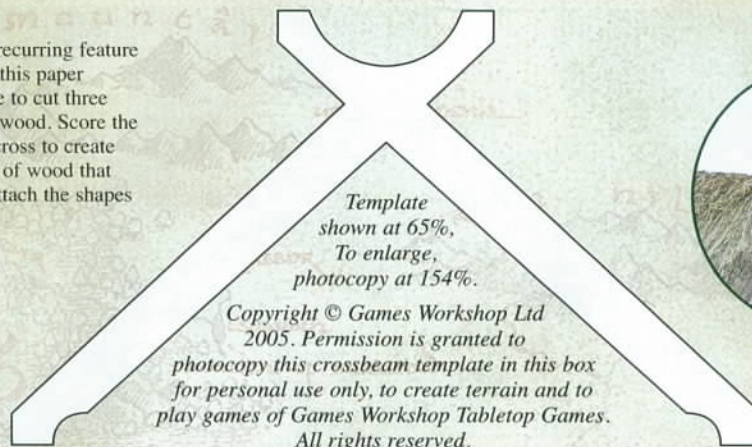 recurring feature
this paper
to cut three
wood. Score the
cross to create
of wood that
attach the shapes
Template
shown at 65%,
To enlarge,
photocopy at 154%.
Copyright © Games Workshop Ltd
2005. Permission is granted to
photocopy this crossbeam template in this box
for personal use only, to create terrain and to
play games of Games Workshop Tabletop Games.
All rights reserved.